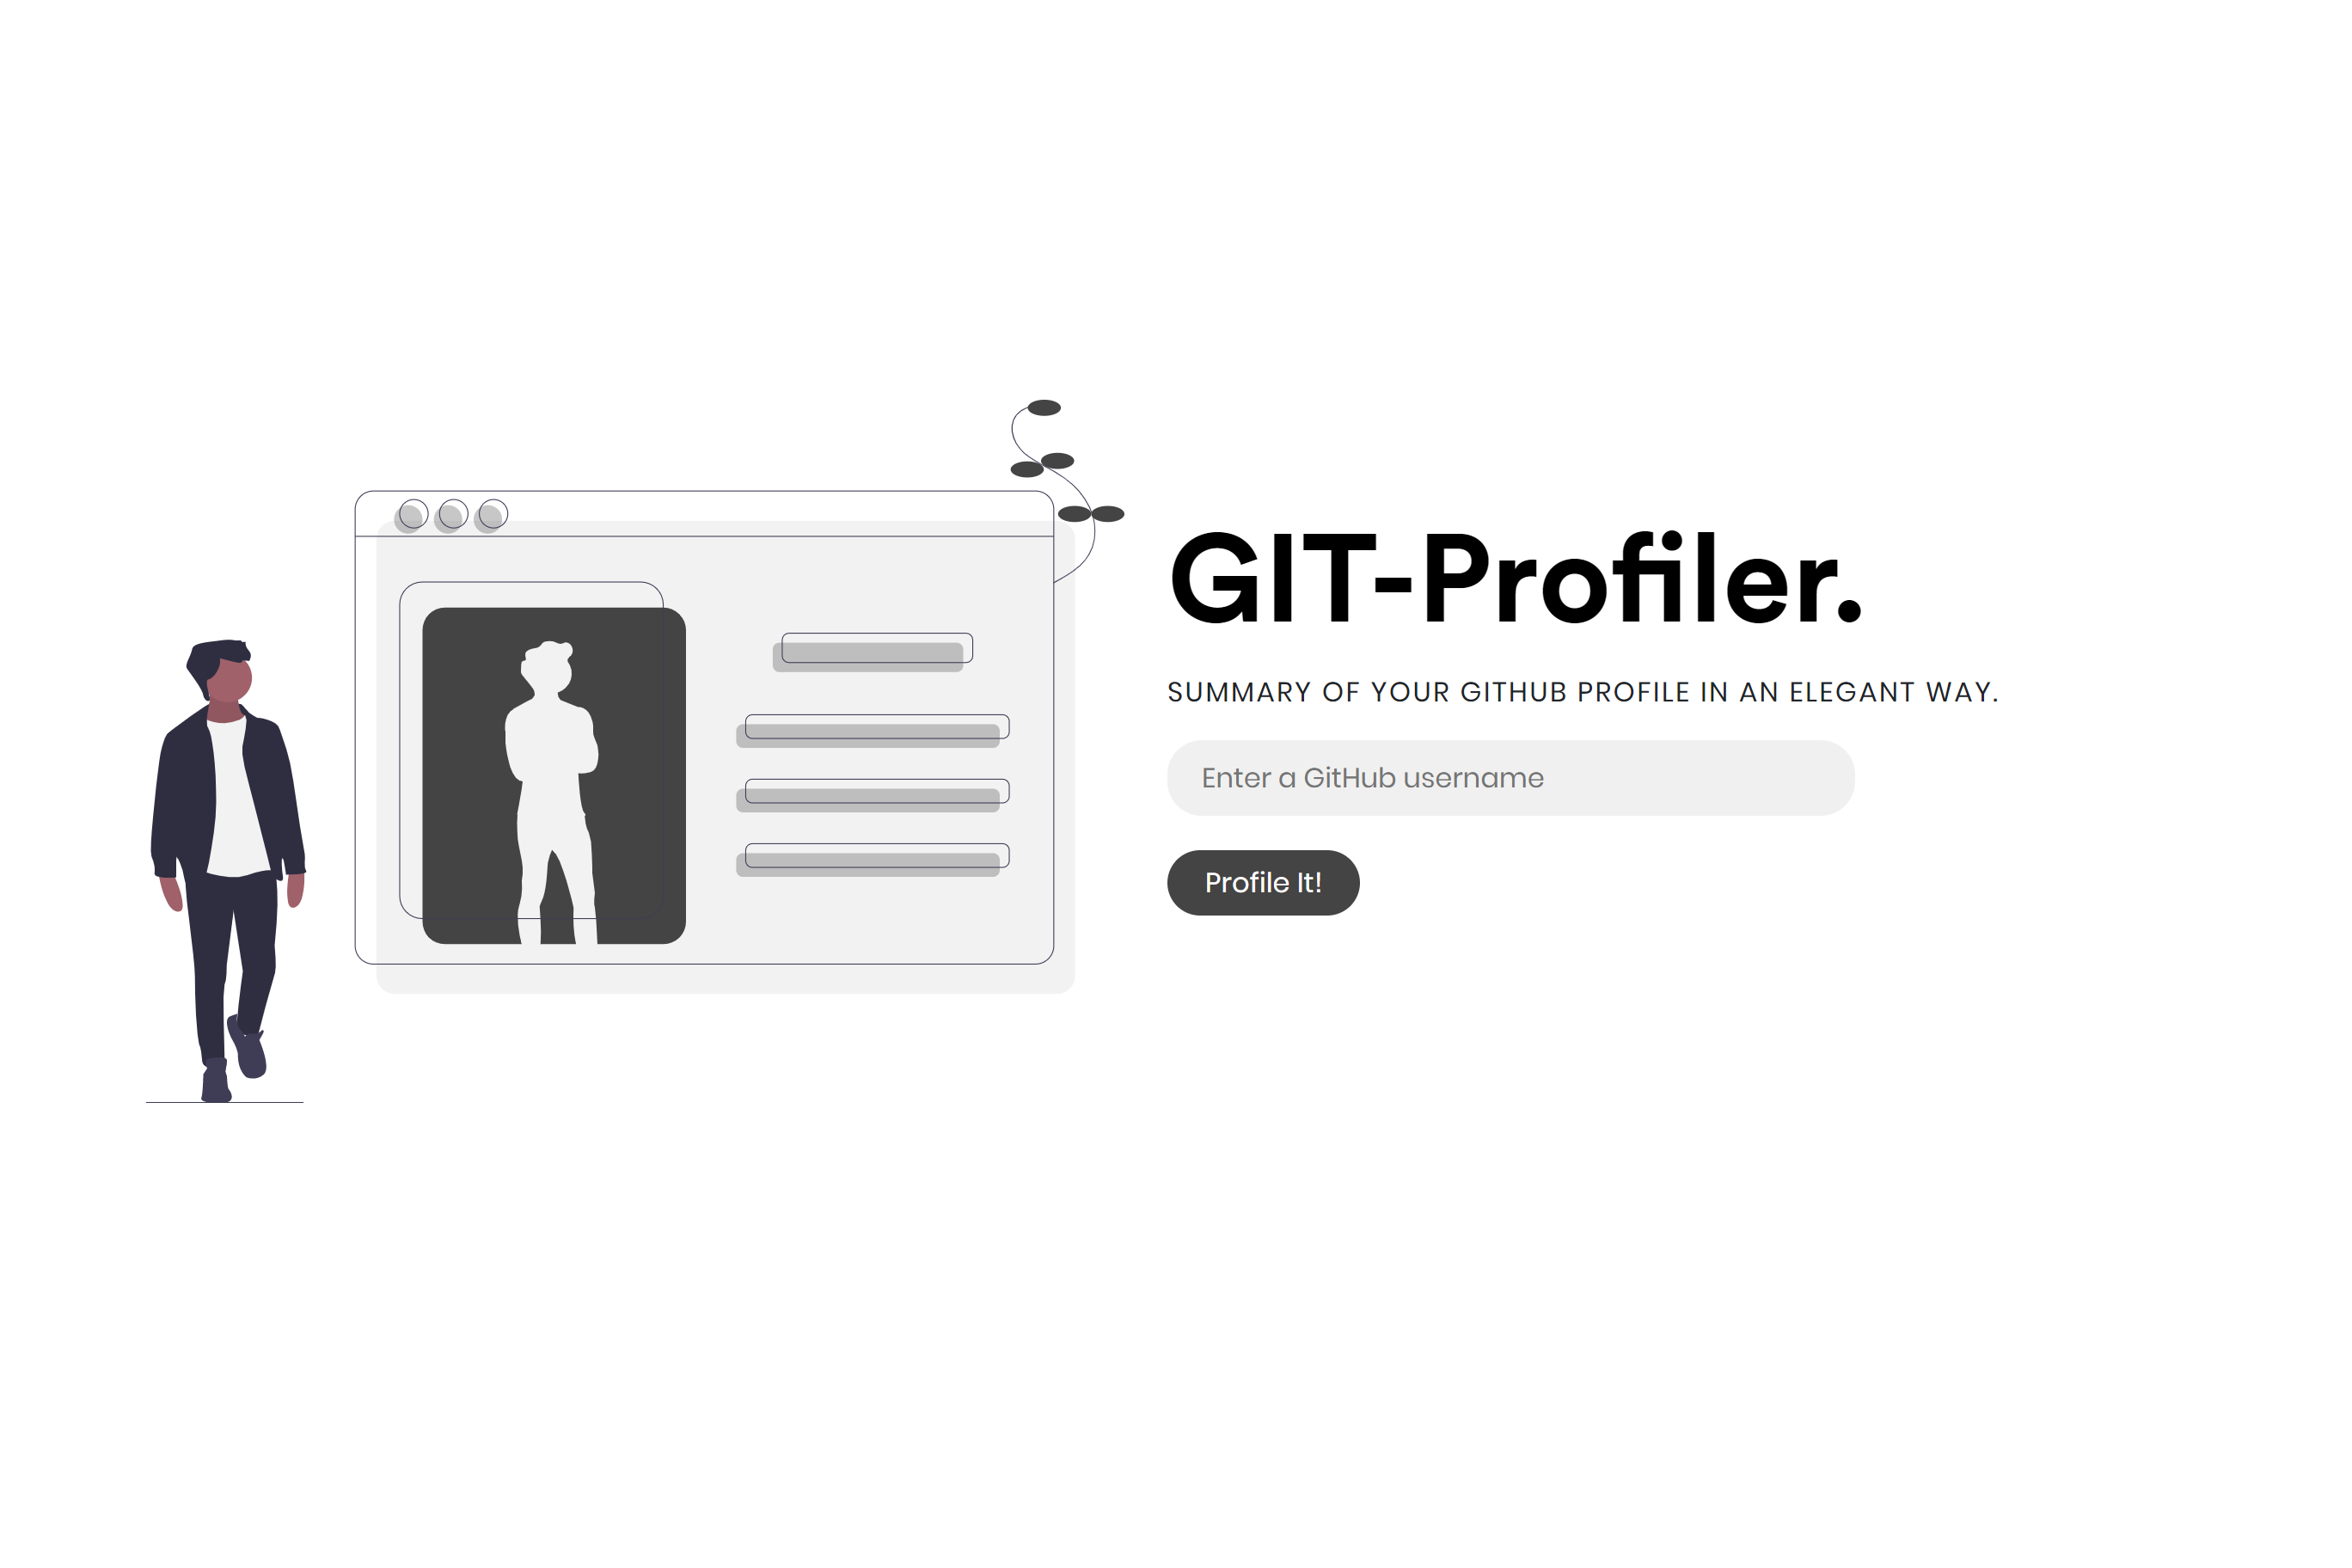 GIT-Profiler.
SUMMARY OF YOUR GITHUB PROFILE IN AN ELEGANT WAY.
Enter a GitHub username
Profile It!